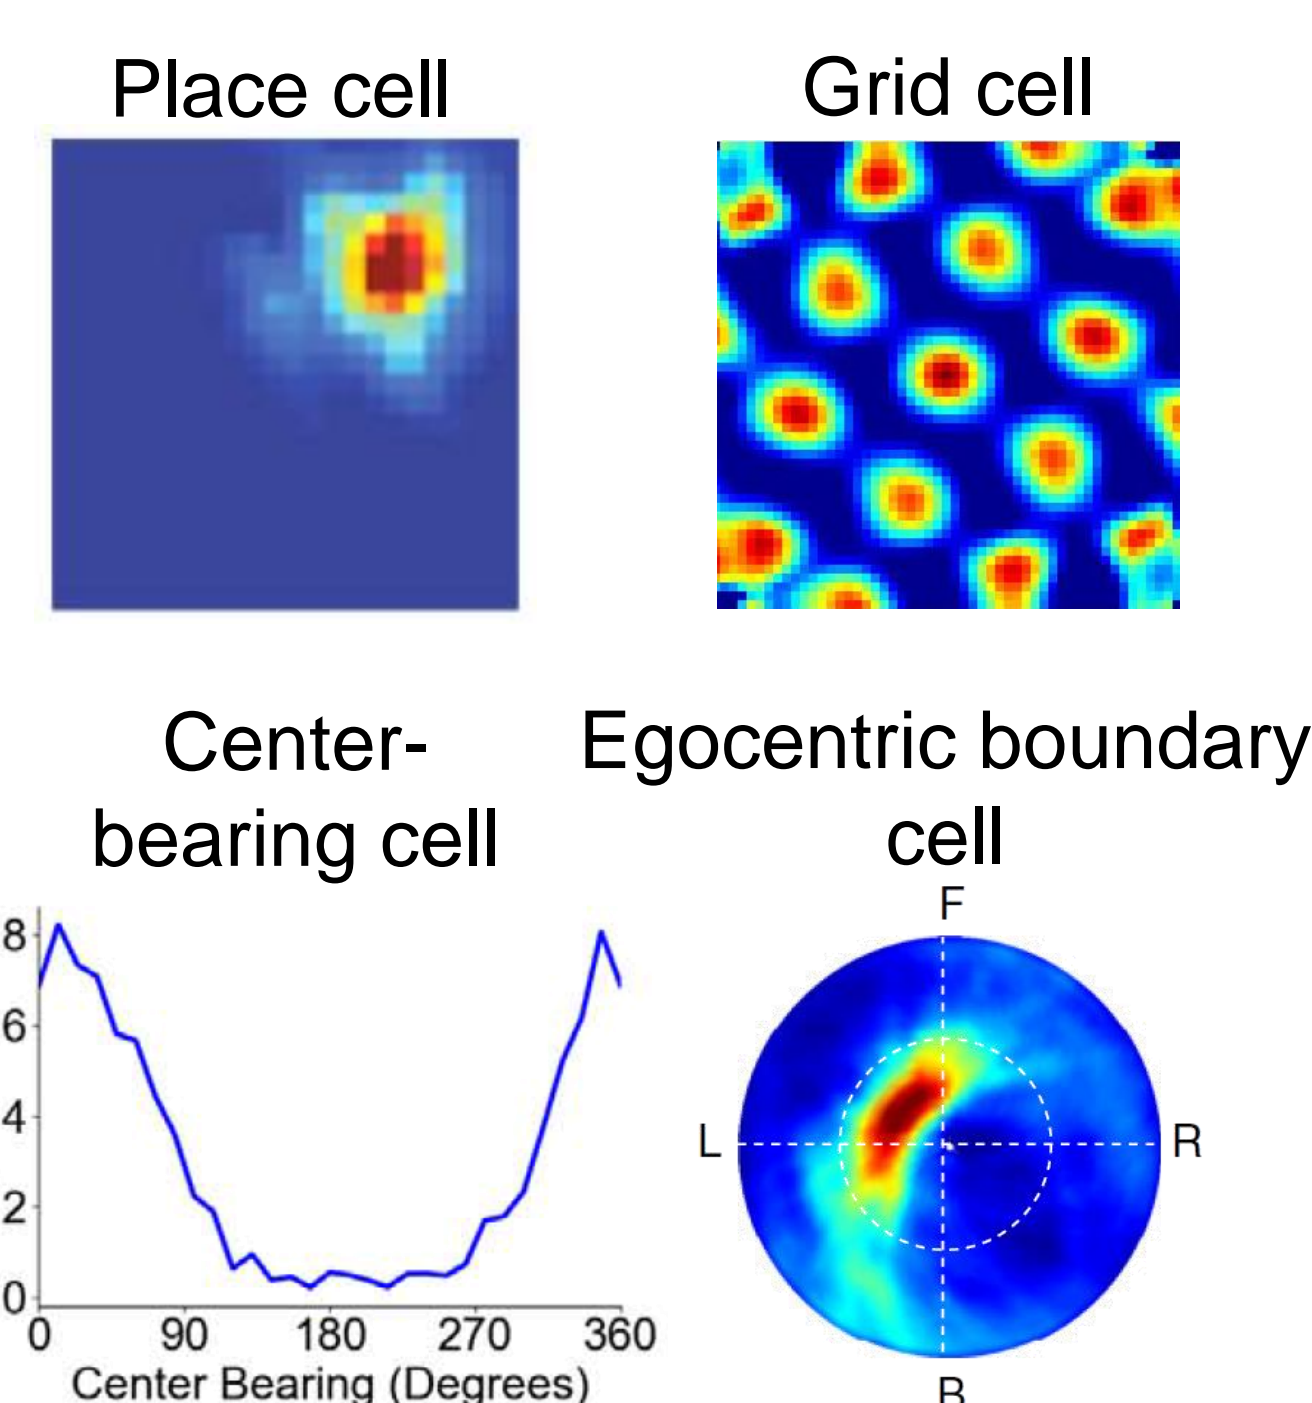 Place cell
Grid cell
Center-
bearing cell
Egocentric boundary
cell
8
6
4
2
0
0 90 180 270 360
Center Bearing (Degrees)
F
L
R
B